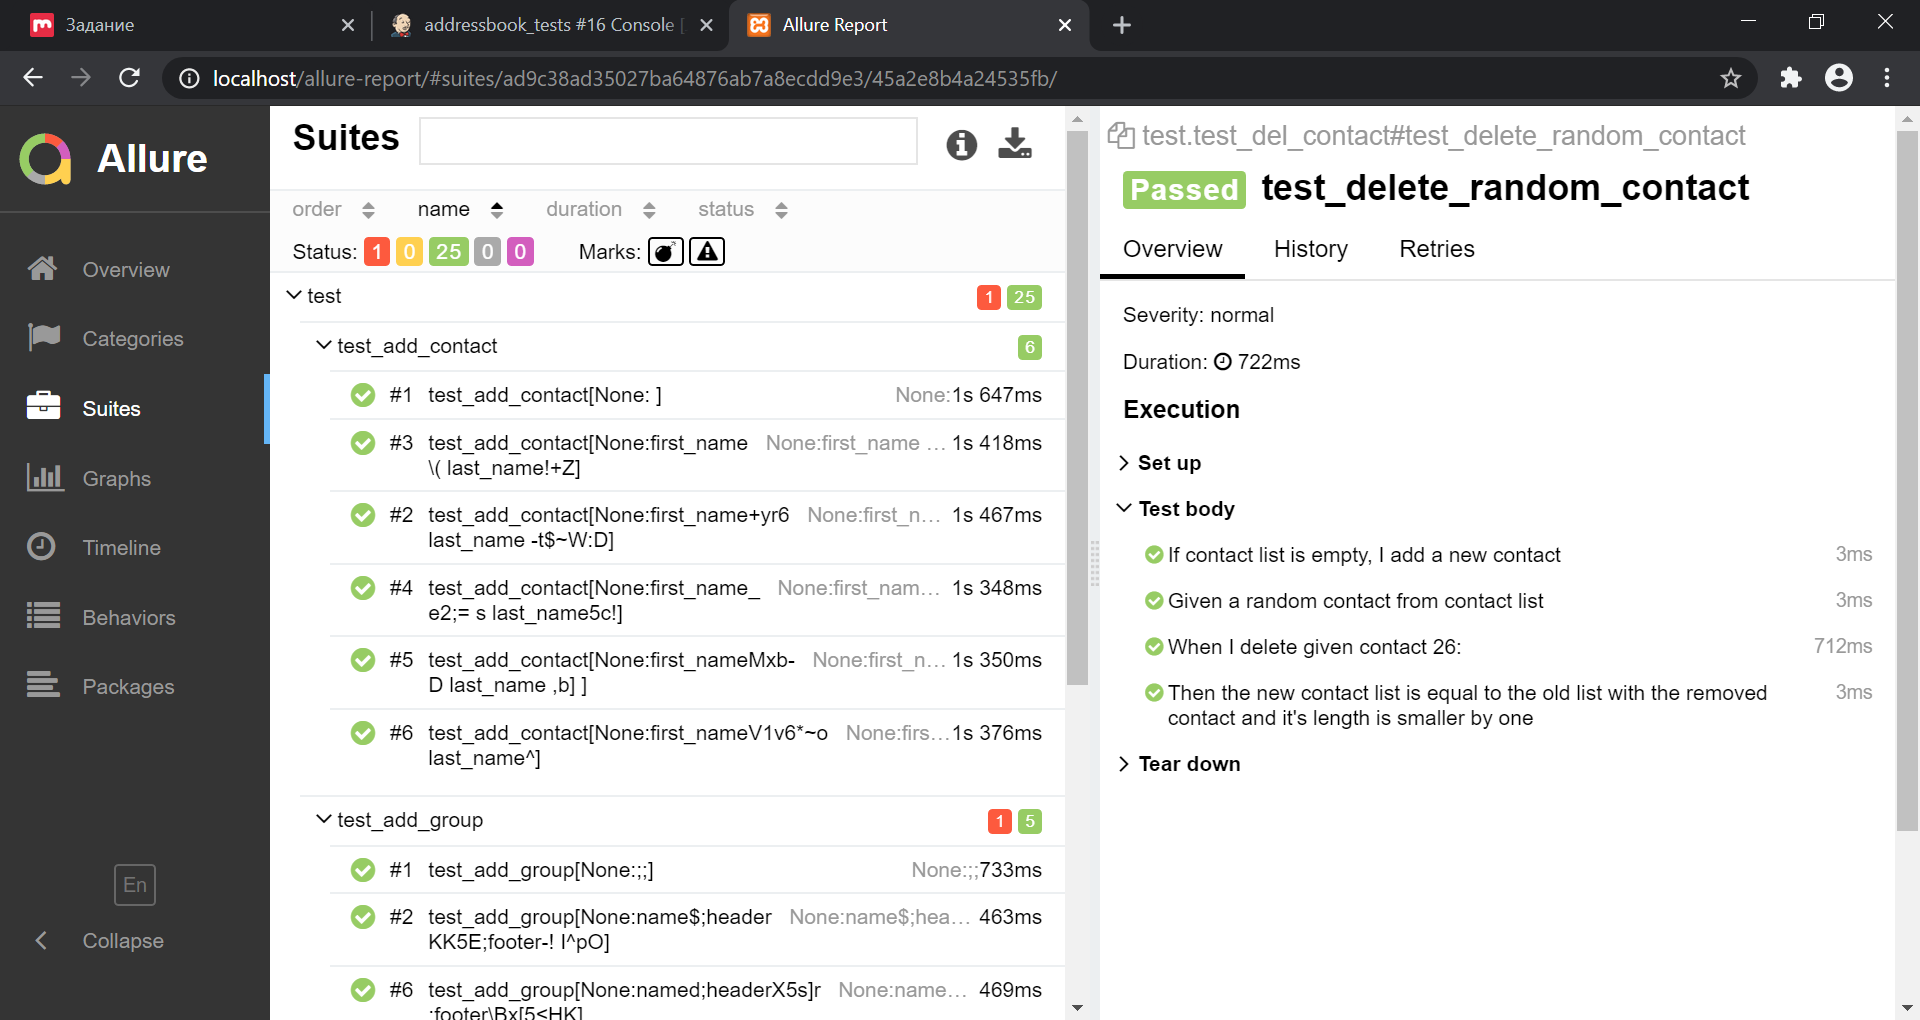 Задание
addressbook_tests #16 Console [
Allure Report
localhost/allure-report/#suites/ad9c38ad35027ba64876ab7a8ecdd9e3/45a2e8b4a24535fb/
Allure
Overview
Categories
Suites
Graphs
Timeline
Behaviors
Packages
En
Collapse
Suites
order name duration status
Status: 1 0 25 0 0 Marks:
test 1 25
test_add_contact 6
#1 test_add_contact[None: ] None: 1s 647ms
#3 test_add_contact[None:first_name None:first_name ... 1s 418ms
\( last_name!+Z]
#2 test_add_contact[None:first_name+yr6 None:first_n... 1s 467ms
last_name -t$~W:D]
#4 test_add_contact[None:first_name_ None:first_nam... 1s 348ms
e2;= s last_name5c!]
#5 test_add_contact[None:first_nameMxb- None:first_n... 1s 350ms
D last_name ,b] ]
#6 test_add_contact[None:first_nameV1v6*~o None:firs... 1s 376ms
last_name^]
test_add_group 1 5
#1 test_add_group[None:;;] None:;; 733ms
#2 test_add_group[None:name$;header None:name$;hea... 463ms
KK5E;footer-! I^pO]
#6 test_add_group[None:named;headerX5s]r None:name... 469ms
;footer\Bx[5<HK]
test.test_del_contact#test_delete_random_contact
Passed test_delete_random_contact
Overview History Retries
Severity: normal
Duration: 722ms
Execution
Set up
Test body
If contact list is empty, I add a new contact 3ms
Given a random contact from contact list 3ms
When I delete given contact 26: 712ms
Then the new contact list is equal to the old list with the removed 3ms
contact and it's length is smaller by one
Tear down